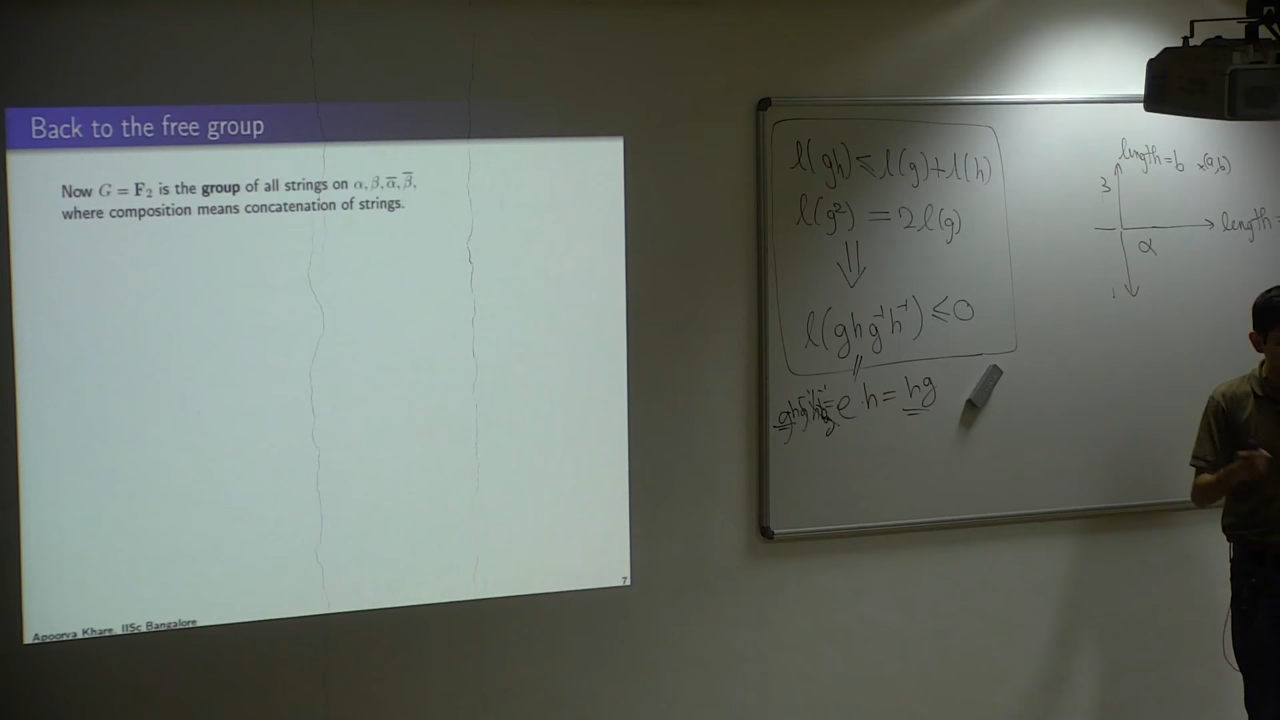 Back to the free group
Now G = F₂ is the group of all strings on α, β, ᾱ, β̄,
where composition means concatenation of strings.
7
Apoorva Khare, IISc Bangalore
l(gh) ≤ l(g)+l(h)
l(g²) = 2l(g)
⇓
l(ghg⁻¹h⁻¹) ≤ 0
e·h = hg
length = b ×(a,b)
3
length =
α